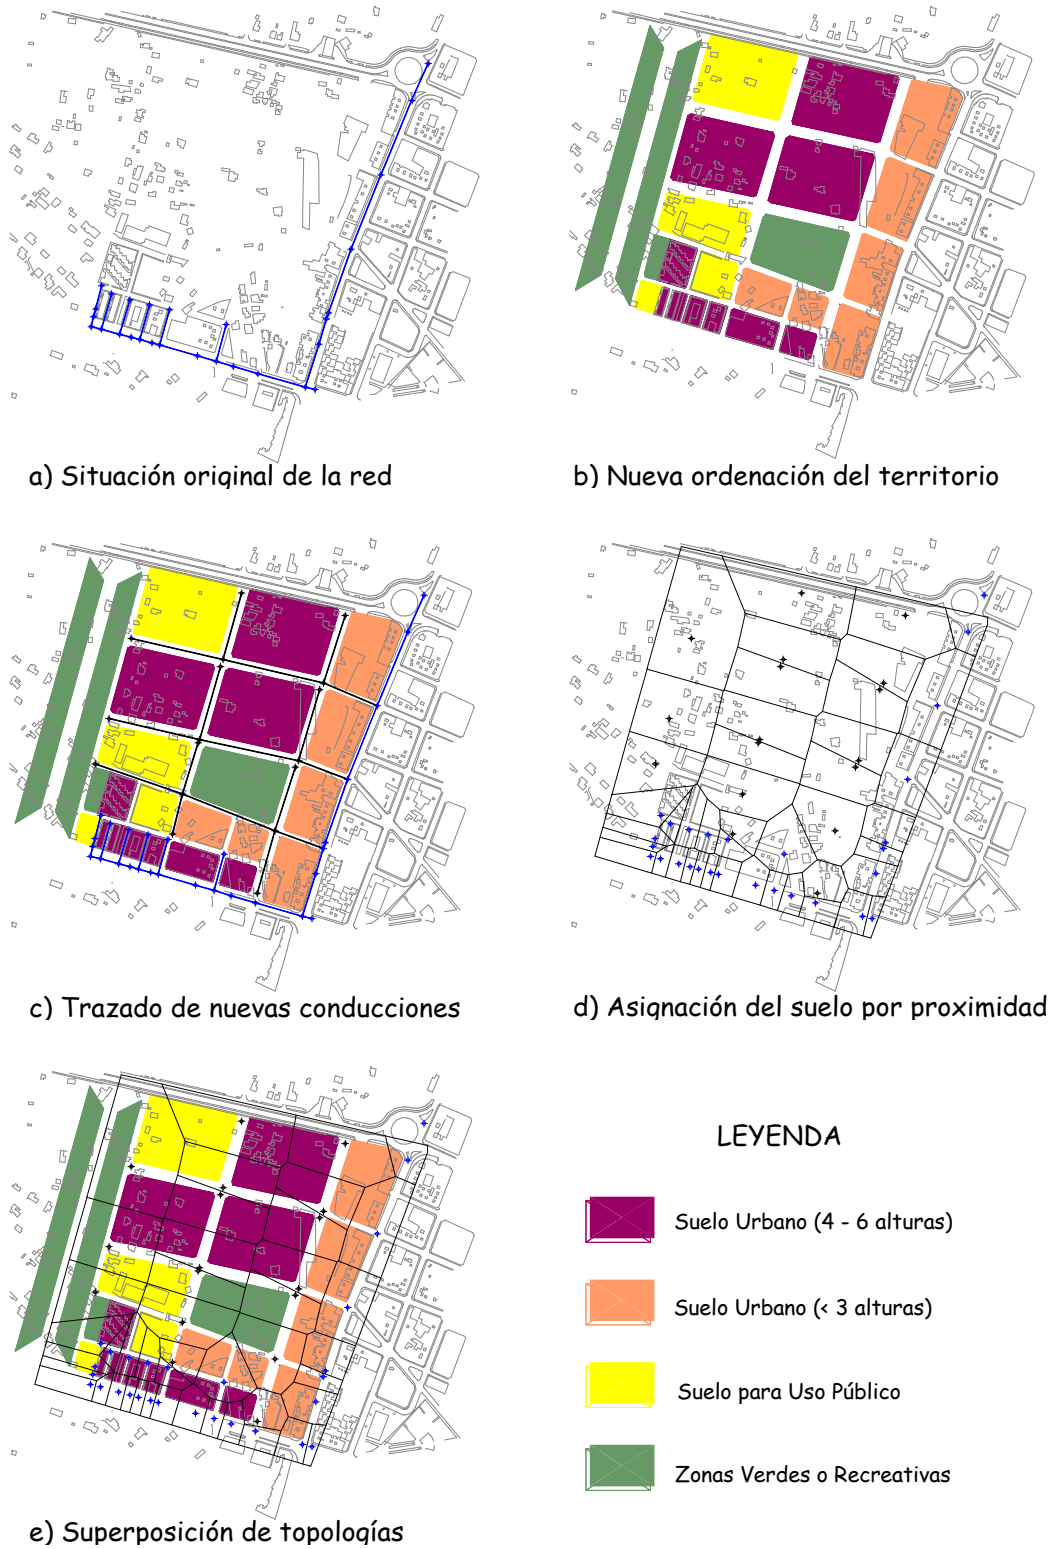 a) Situación original de la red
b) Nueva ordenación del territorio
c) Trazado de nuevas conducciones
d) Asignación del suelo por proximidad
LEYENDA
Suelo Urbano (4 - 6 alturas)
Suelo Urbano (< 3 alturas)
Suelo para Uso Público
Zonas Verdes o Recreativas
e) Superposición de topologías